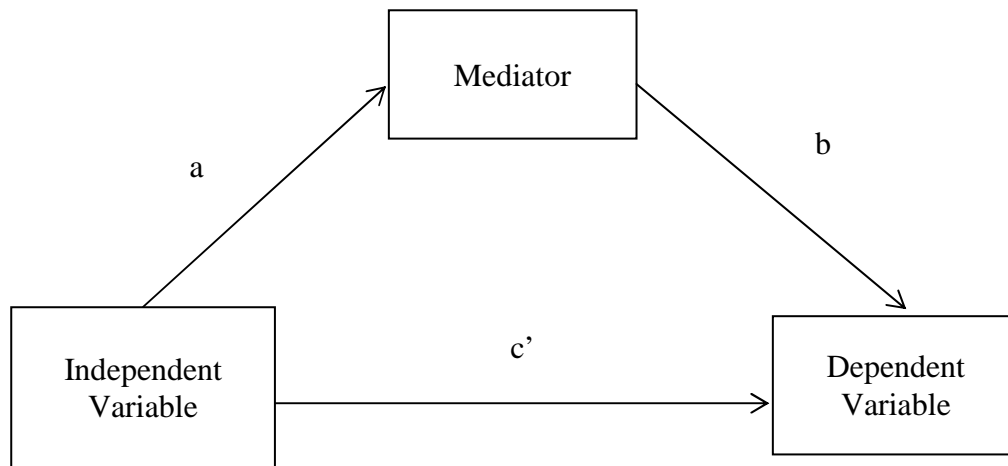 Mediator
a
b
c’
Independent
Variable
Dependent
Variable